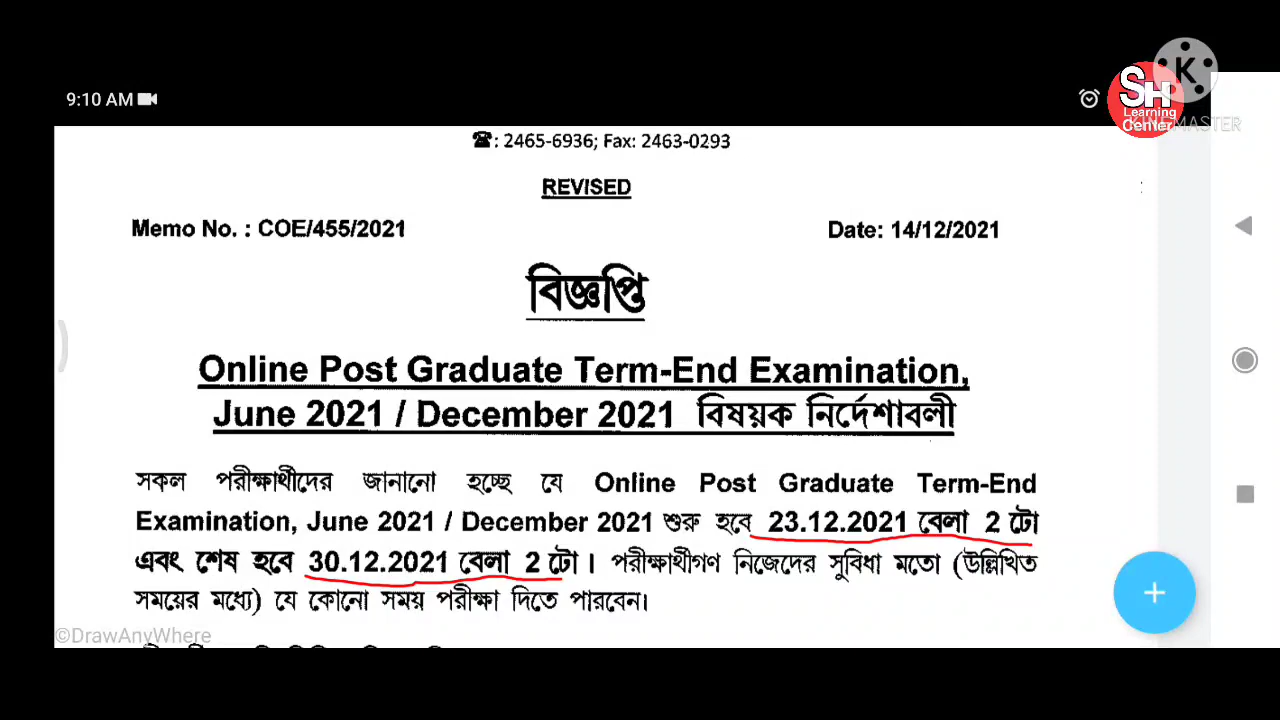 9:10 AM
SH
Learning
Center
K
KINEMASTER
☎: 2465-6936; Fax: 2463-0293
REVISED
Memo No. : COE/455/2021 Date: 14/12/2021
বিজ্ঞপ্তি
Online Post Graduate Term-End Examination,
June 2021 / December 2021 বিষয়ক নির্দেশাবলী
সকল পরীক্ষার্থীদের জানানো হচ্ছে যে Online Post Graduate Term-End
Examination, June 2021 / December 2021 শুরু হবে 23.12.2021 বেলা 2 টো
এবং শেষ হবে 30.12.2021 বেলা 2 টো। পরীক্ষার্থীগণ নিজেদের সুবিধা মতো (উল্লিখিত
সময়ের মধ্যে) যে কোনো সময় পরীক্ষা দিতে পারবেন।
©DrawAnyWhere